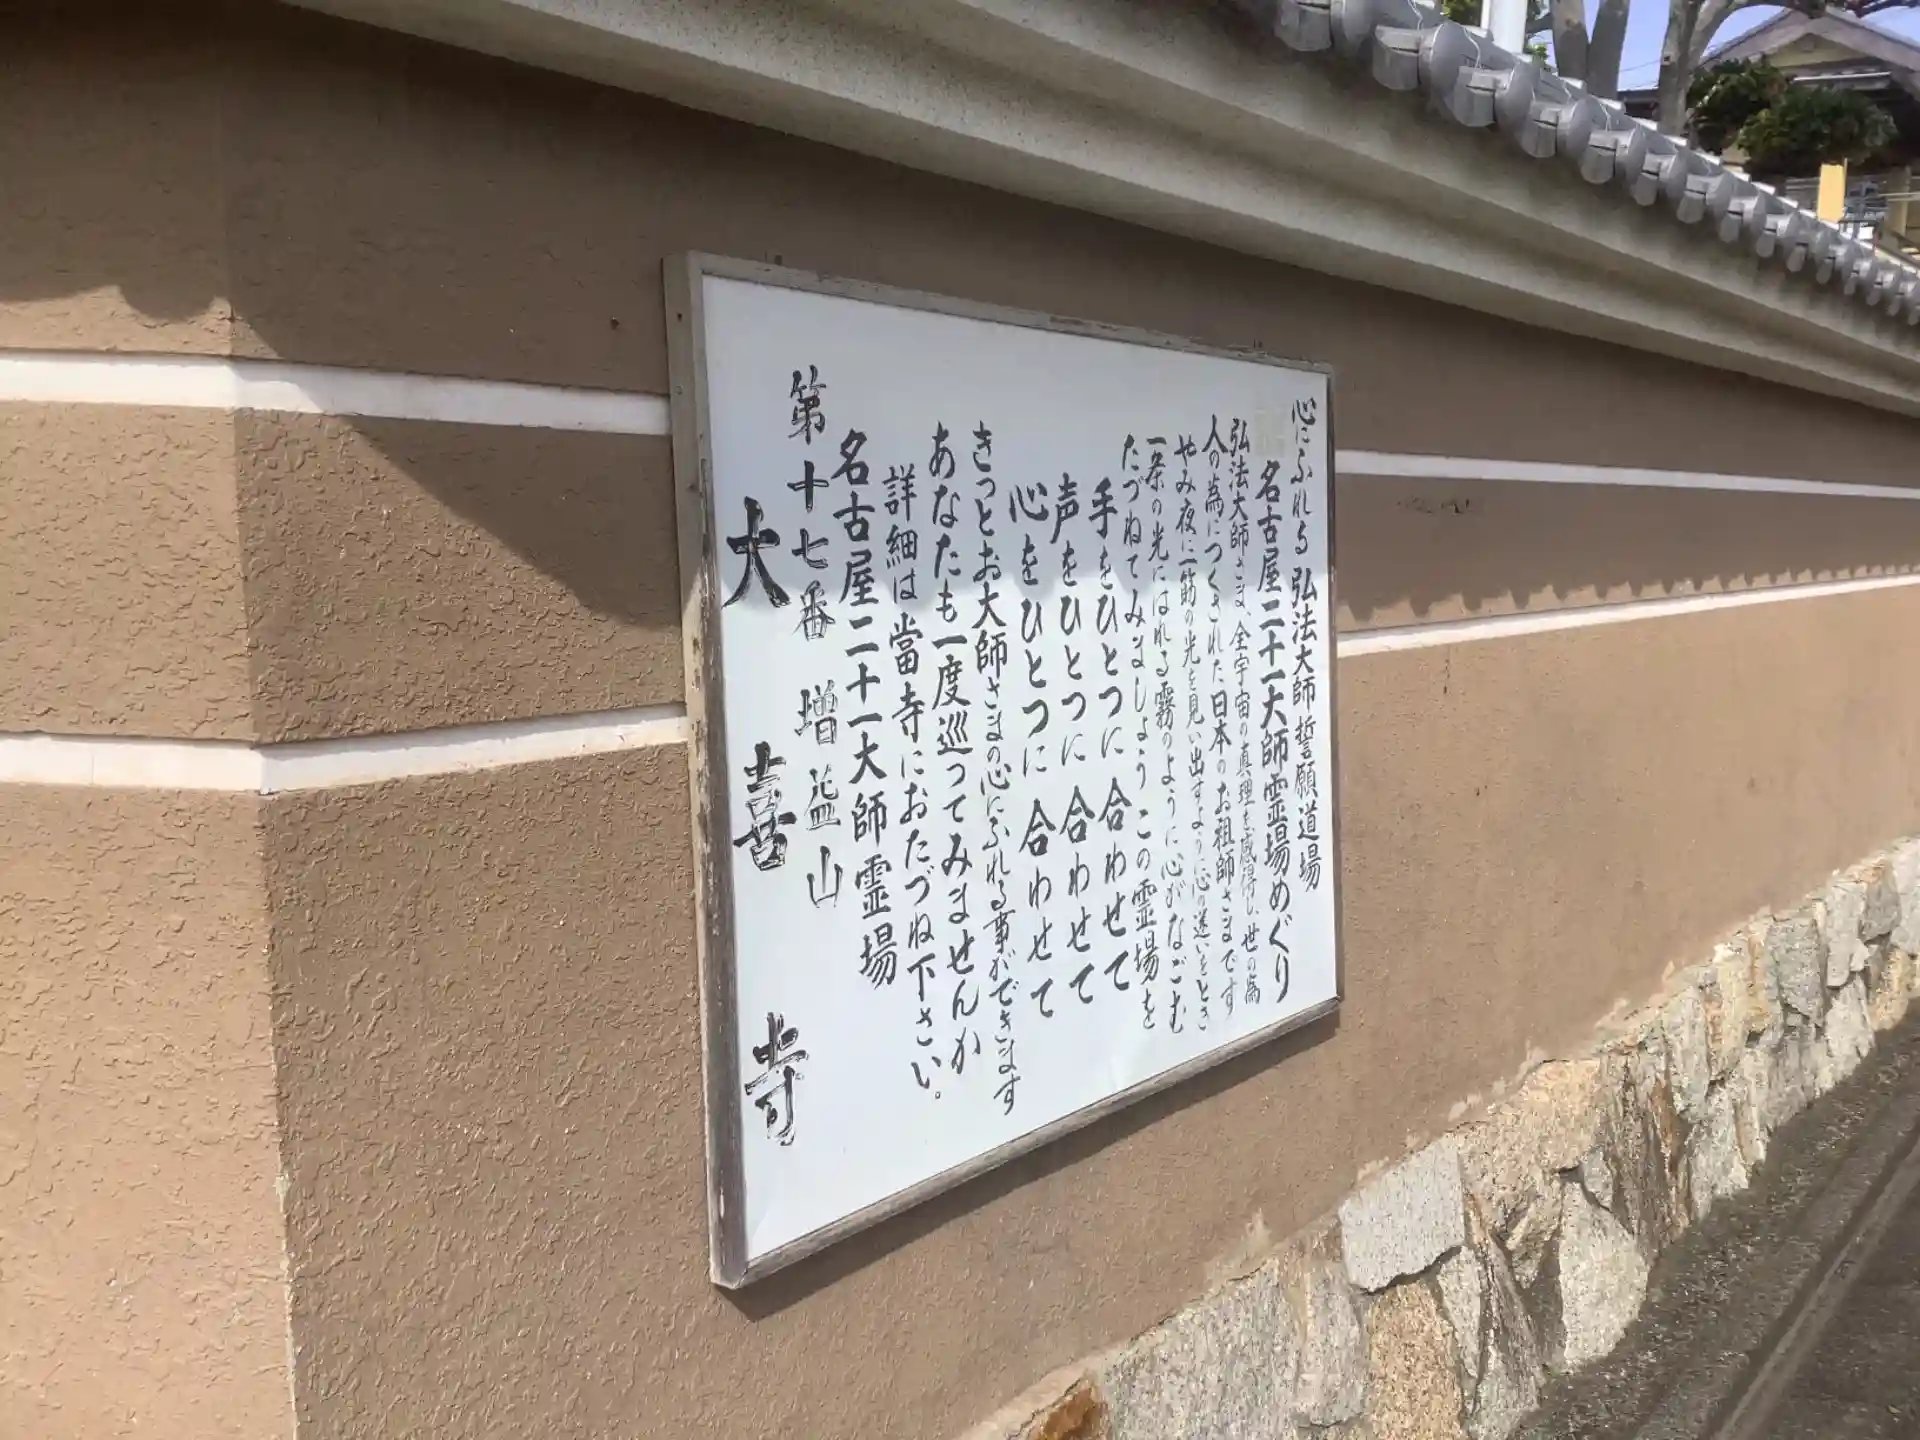 心にふれる 弘法大師誓願道場
名古屋二十一大師霊場めぐり
弘法大師さま、全宇宙の真理を感得し、世の為
人の為につくされた日本のお祖師さまです
やみ夜に一筋の光を見い出すように心の迷いをとき
一条の光にはれる霧のように心がなごむ
たづねてみましょうこの霊場を
手をひとつに合わせて
声をひとつに合わせて
心をひとつに合わせて
きっとお大師さまの心にふれる事ができます
あなたも一度巡ってみませんか
詳細は當寺におたづね下さい。
名古屋二十一大師霊場
第十七番 増益山
大喜寺